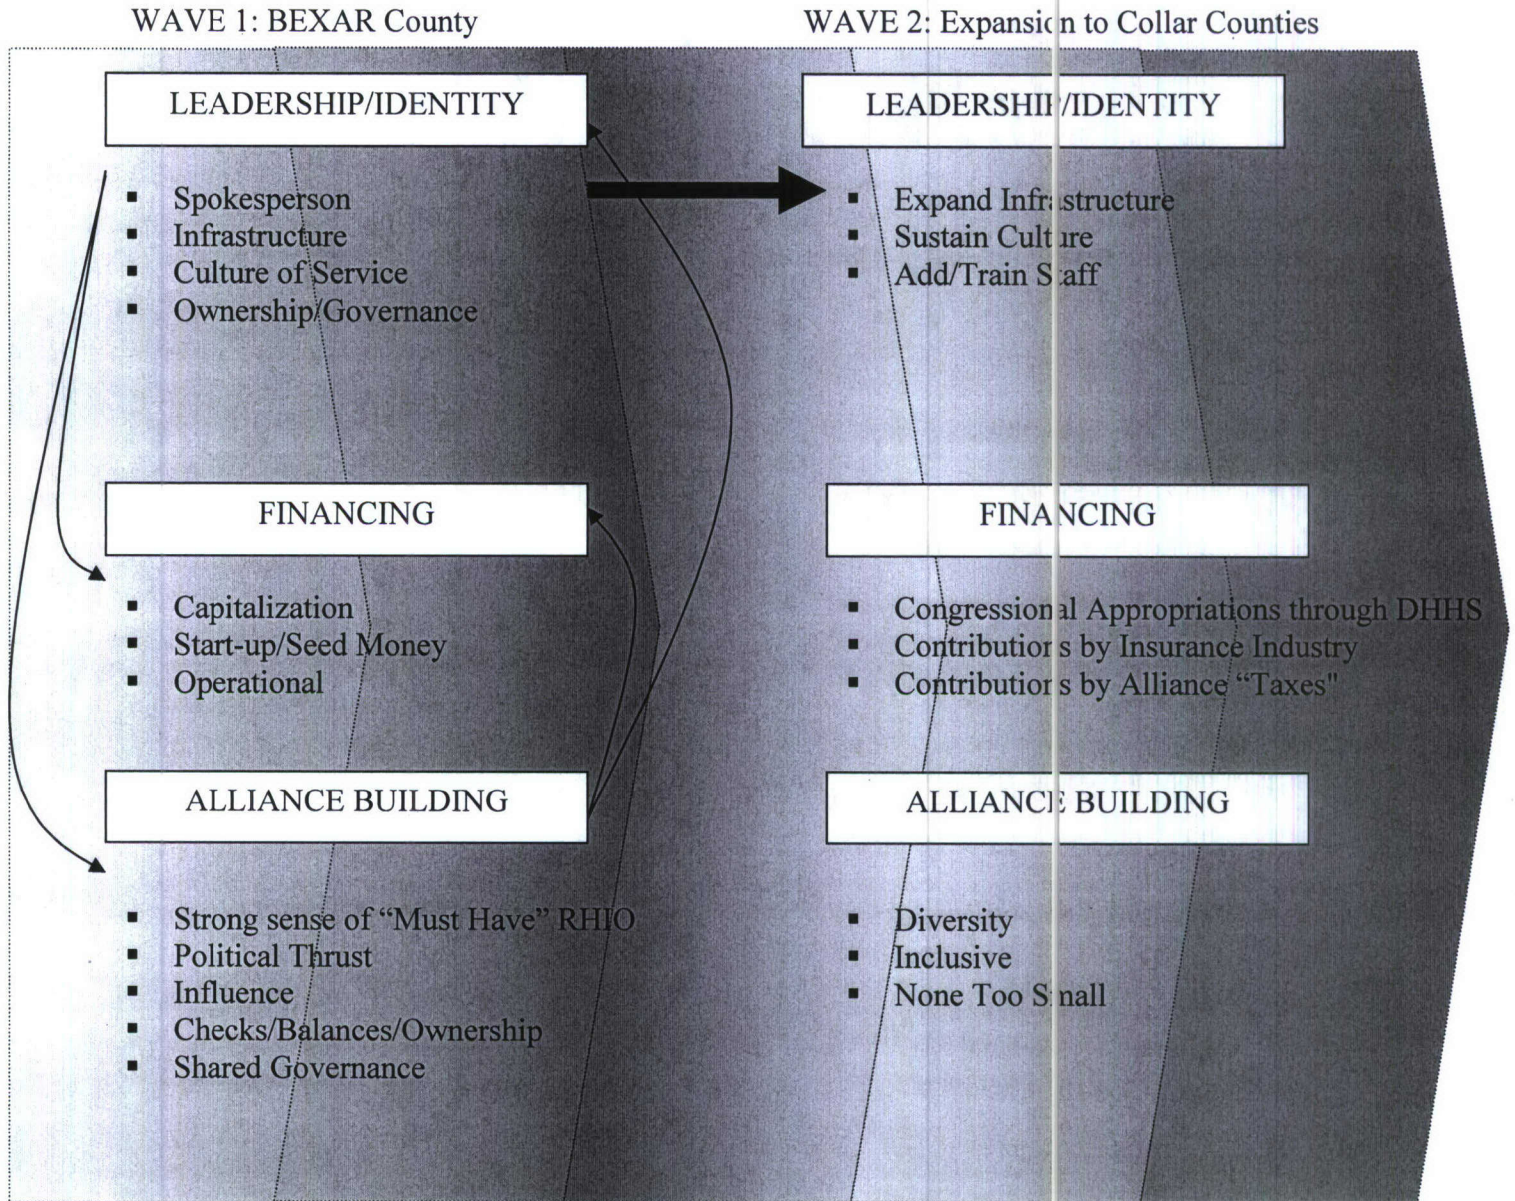 WAVE 1: BEXAR County
LEADERSHIP/IDENTITY
▪ Spokesperson
▪ Infrastructure
▪ Culture of Service
▪ Ownership/Governance
FINANCING
▪ Capitalization
▪ Start-up/Seed Money
▪ Operational
ALLIANCE BUILDING
▪ Strong sense of “Must Have” RHIO
▪ Political Thrust
▪ Influence
▪ Checks/Balances/Ownership
▪ Shared Governance
WAVE 2: Expansion to Collar Counties
LEADERSHIP/IDENTITY
▪ Expand Infrastructure
▪ Sustain Culture
▪ Add/Train Staff
FINANCING
▪ Congressional Appropriations through DHHS
▪ Contributions by Insurance Industry
▪ Contributions by Alliance “Taxes"
ALLIANCE BUILDING
▪ Diversity
▪ Inclusive
▪ None Too Small